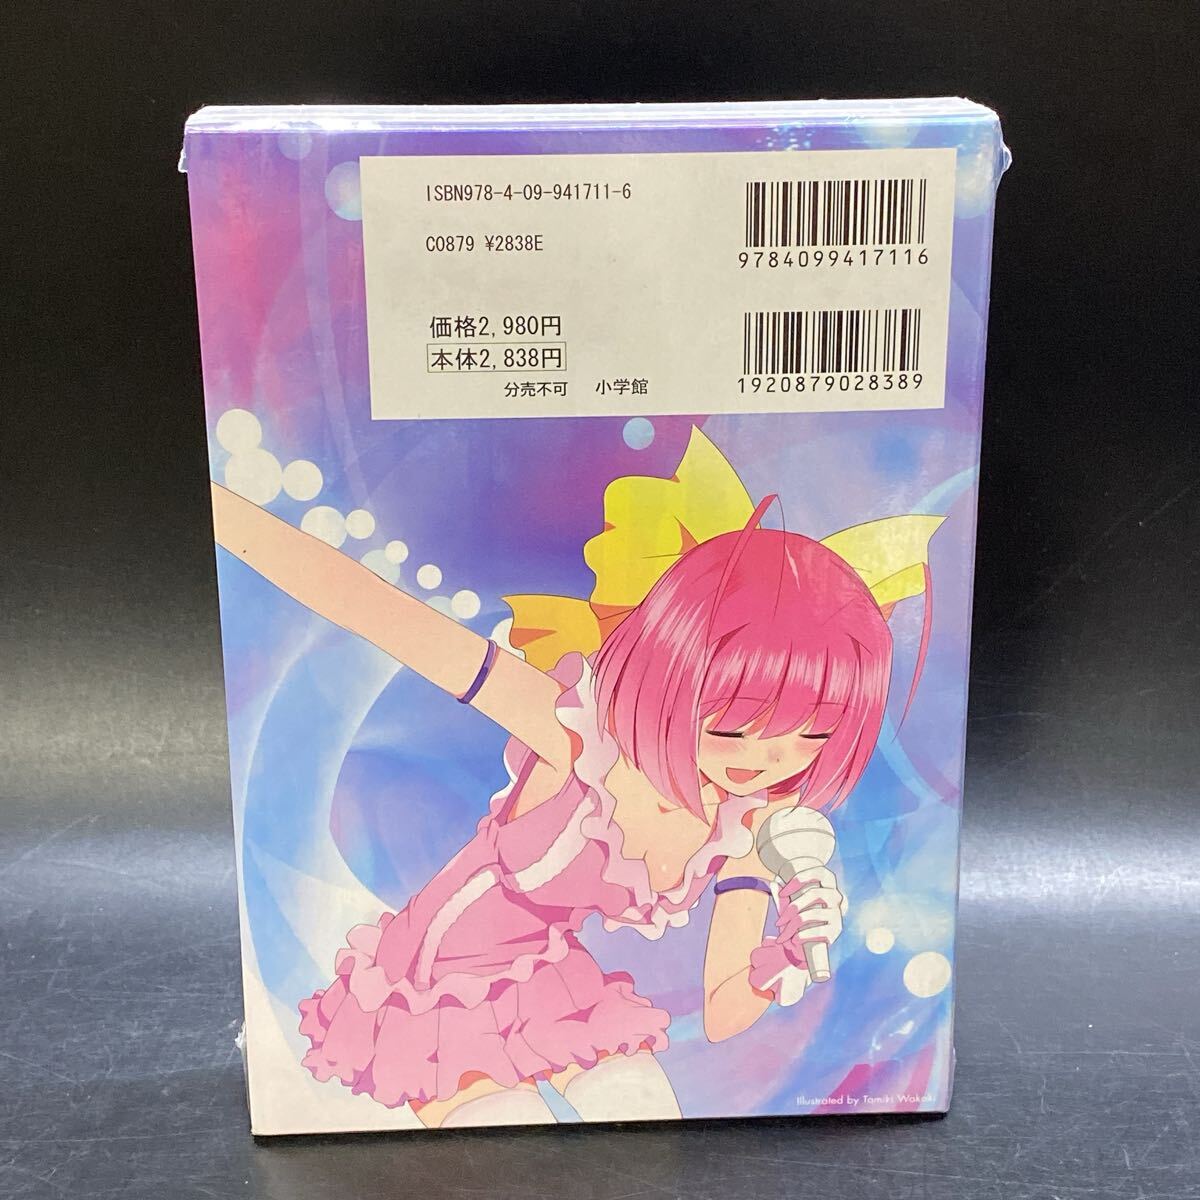 ISBN978-4-09-941711-6
9784099417116
C0879 ¥2838E
価格2,980円
本体2,838円
分売不可 小学館
1920879028389
Illustrated by Tamiki Wakaki